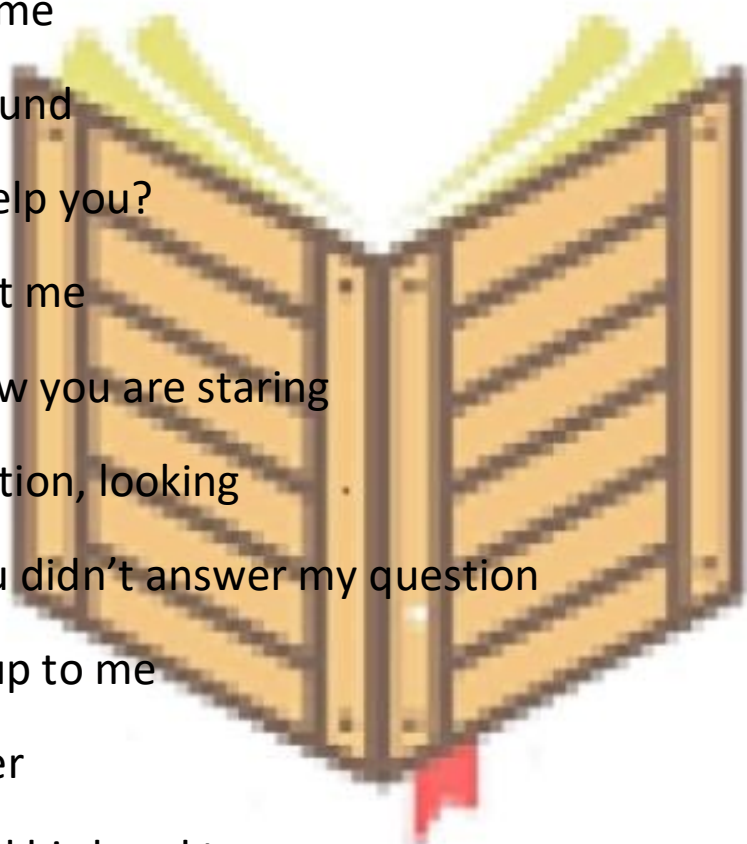 me
und
elp you?
t me
w you are staring
tion, looking
u didn’t answer my question
up to me
er